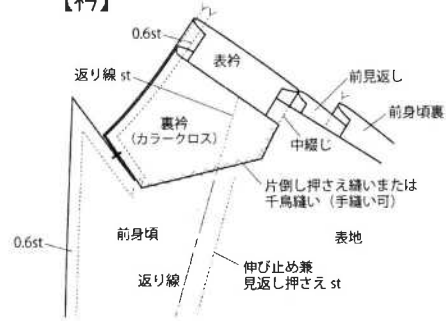 【衿】
0.6st
表衿
返り線 st
前見返し
前身頃裏
裏衿
(カラークロス)
中綴じ
片倒し押さえ縫いまたは
千鳥縫い（手縫い可）
前身頃
表地
0.6st
返り線
伸び止め兼
見返し押さえ st